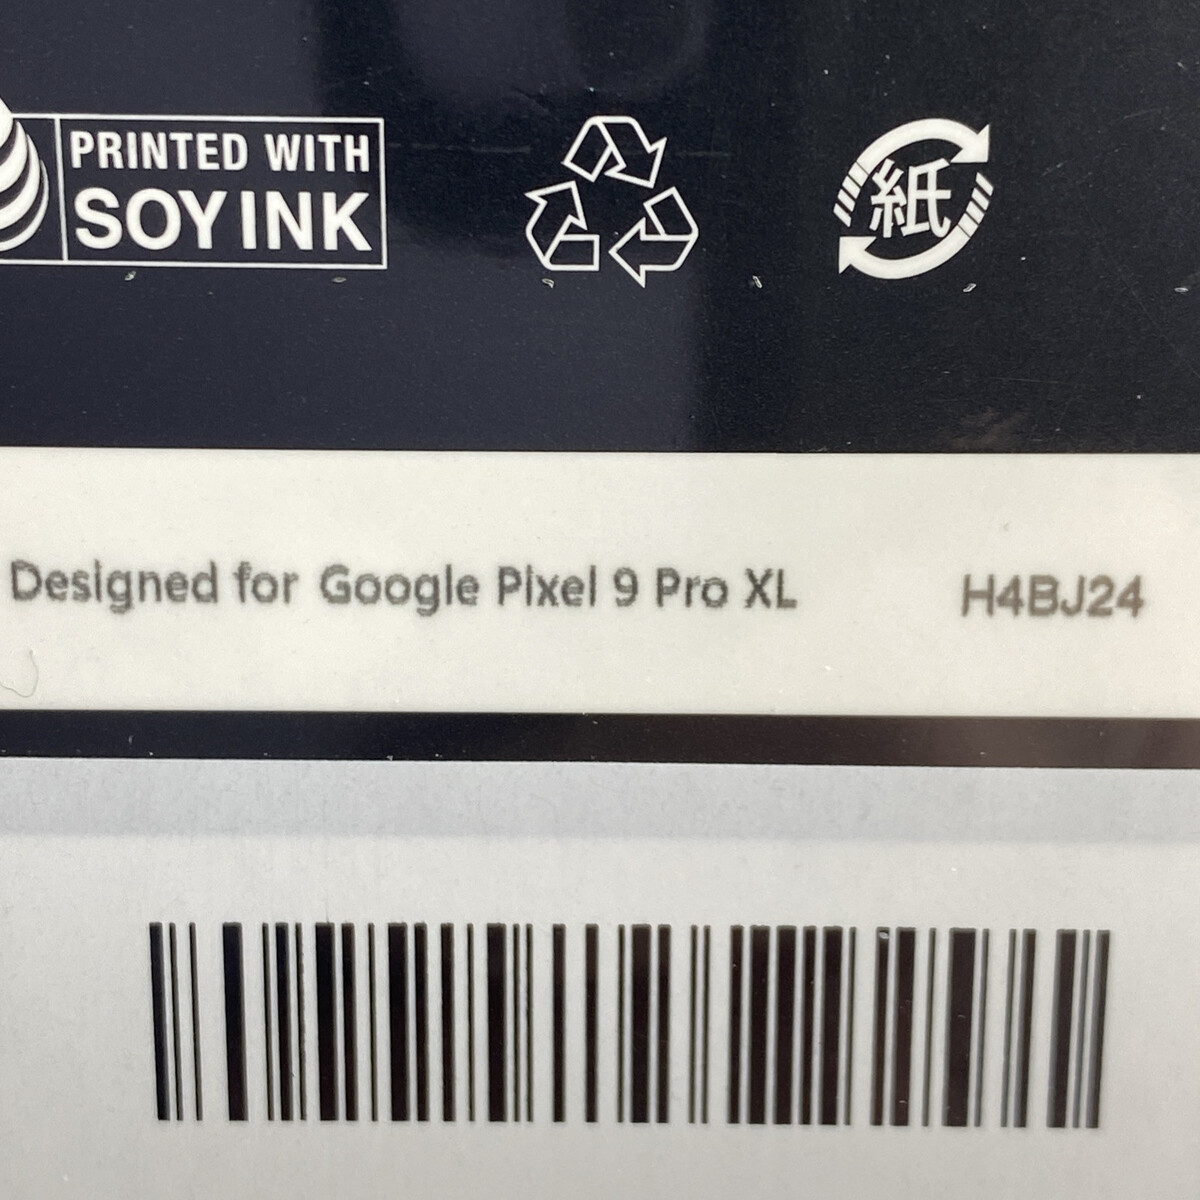 PRINTED WITH
SOY INK
紙
Designed for Google Pixel 9 Pro XL H4BJ24